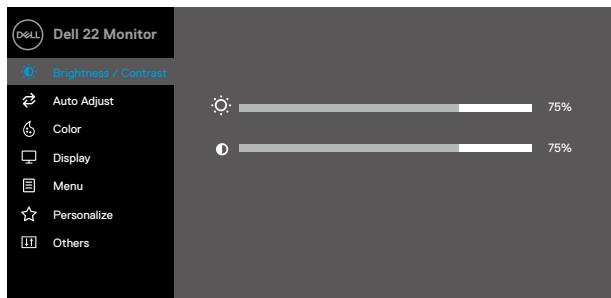 DELL Dell 22 Monitor
Brightness / Contrast
Auto Adjust
Color
Display
Menu
Personalize
Others
75%
75%